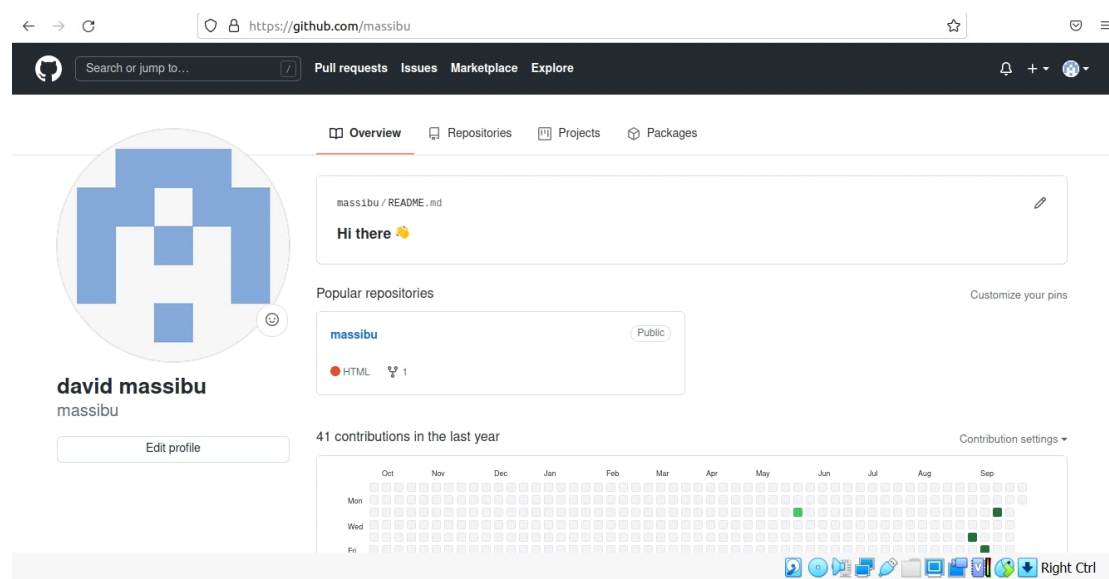 https://github.com/massibu
Search or jump to... /
Pull requests Issues Marketplace Explore
Overview Repositories Projects Packages
massibu/README.md
Hi there 👋
Popular repositories
Customize your pins
massibu Public
HTML 1
david massibu
massibu
Edit profile
41 contributions in the last year
Contribution settings
Oct Nov Dec Jan Feb Mar Apr May Jun Jul Aug Sep
Mon
Wed
Fri
Right Ctrl